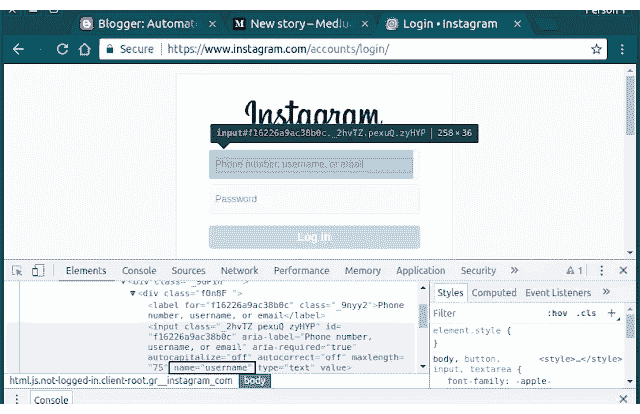 Blogger: Automate
New story – Medium
Login • Instagram
Secure
https://www.instagram.com/accounts/login/
Instagram
input#f16226a9ac38b0c._2hvTZ.pexuQ.zyHYP 258 × 36
Phone number, username, or email
Password
Log in
Elements Console Sources Network Performance Memory Application Security » 1
▼<div class="f0n8F ">
<label for="f16226a9ac38b0c" class="_9nyy2">Phone
number, username, or email</label>
<input class="_2hvTZ pexuQ zyHYP" id=
"f16226a9ac38b0c" aria-label="Phone number,
username, or email" aria-required="true"
autocapitalize="off" autocorrect="off" maxlength=
"75" name="username" type="text" value>
html.js.not-logged-in.client-root.gr__instagram_com body
Styles Computed Event Listeners »
Filter :hov .cls +
element.style {
}
body, button, <style>…</style>
input, textarea {
font-family: -apple-
Console